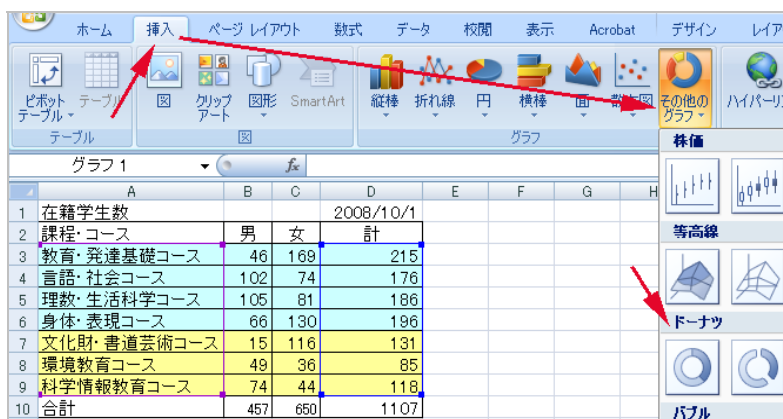 ホーム 挿入 ページ レイアウト 数式 データ 校閲 表示 Acrobat デザイン レイア
ピボットテーブル テーブル 図 クリップアート 図形 SmartArt 縦棒 折れ線 円 横棒 面 散布図 その他のグラフ ハイパーリ
テーブル 図 グラフ
株価
グラフ 1 fx
A B C D E F G H
1 在籍学生数 2008/10/1
2 課程・コース 男 女 計
等高線
3 教育・発達基礎コース 46 169 215
4 言語・社会コース 102 74 176
5 理数・生活科学コース 105 81 186
6 身体・表現コース 66 130 196
ドーナツ
7 文化財・書道芸術コース 15 116 131
8 環境教育コース 49 36 85
9 科学情報教育コース 74 44 118
10 合計 457 650 1107
バブル